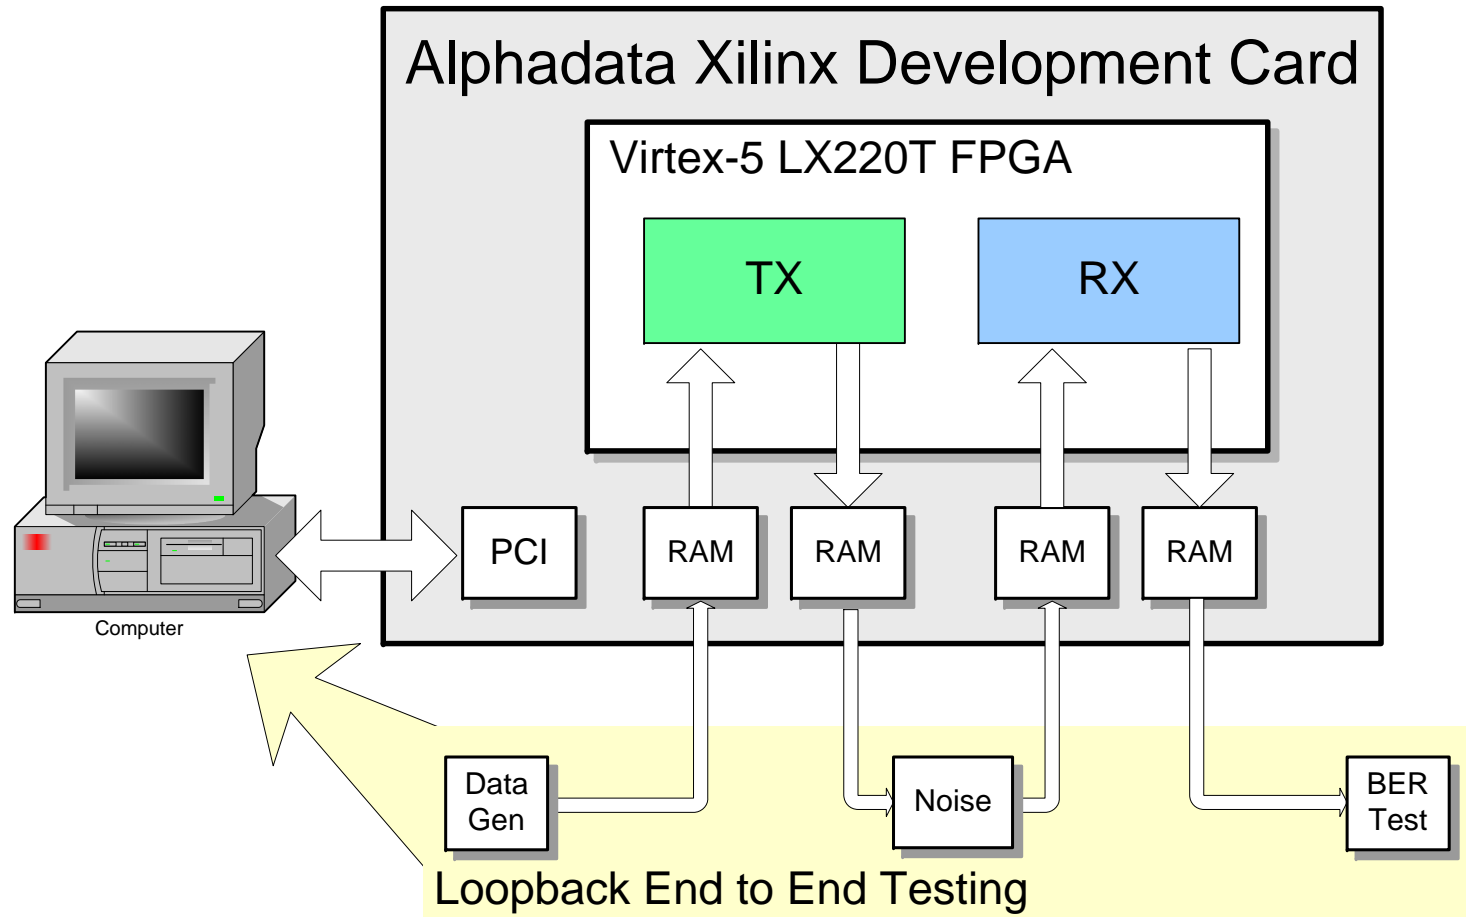 Alphadata Xilinx Development Card
Virtex-5 LX220T FPGA
TX
RX
PCI
RAM
RAM
RAM
RAM
Computer
Data
Gen
Noise
BER
Test
Loopback End to End Testing